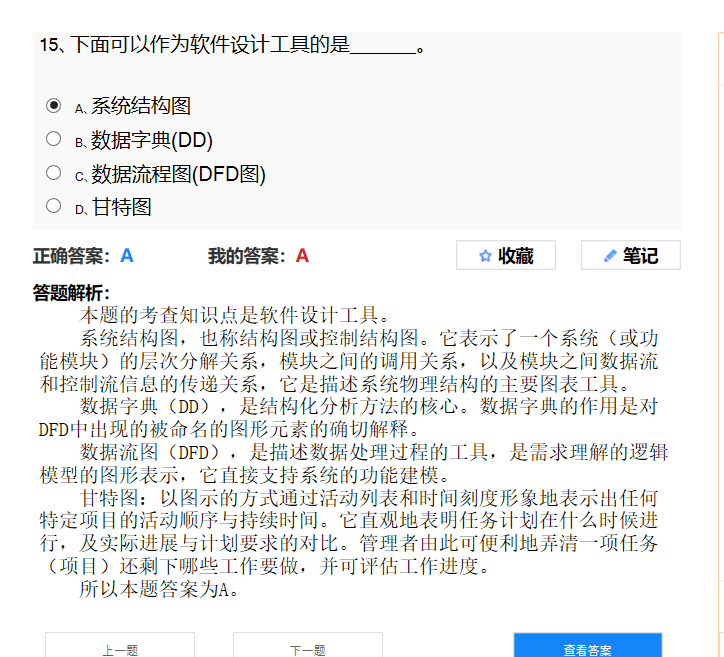 15、下面可以作为软件设计工具的是______。
A、系统结构图
B、数据字典(DD)
C、数据流程图(DFD图)
D、甘特图
正确答案： A 我的答案： A 收藏 笔记
答题解析：
本题的考查知识点是软件设计工具。
系统结构图，也称结构图或控制结构图。它表示了一个系统（或功
能模块）的层次分解关系，模块之间的调用关系，以及模块之间数据流
和控制流信息的传递关系，它是描述系统物理结构的主要图表工具。
数据字典（DD），是结构化分析方法的核心。数据字典的作用是对
DFD中出现的被命名的图形元素的确切解释。
数据流图（DFD），是描述数据处理过程的工具，是需求理解的逻辑
模型的图形表示，它直接支持系统的功能建模。
甘特图：以图示的方式通过活动列表和时间刻度形象地表示出任何
特定项目的活动顺序与持续时间。它直观地表明任务计划在什么时候进
行，及实际进展与计划要求的对比。管理者由此可便利地弄清一项任务
（项目）还剩下哪些工作要做，并可评估工作进度。
所以本题答案为A。
上一题 下一题 查看答案